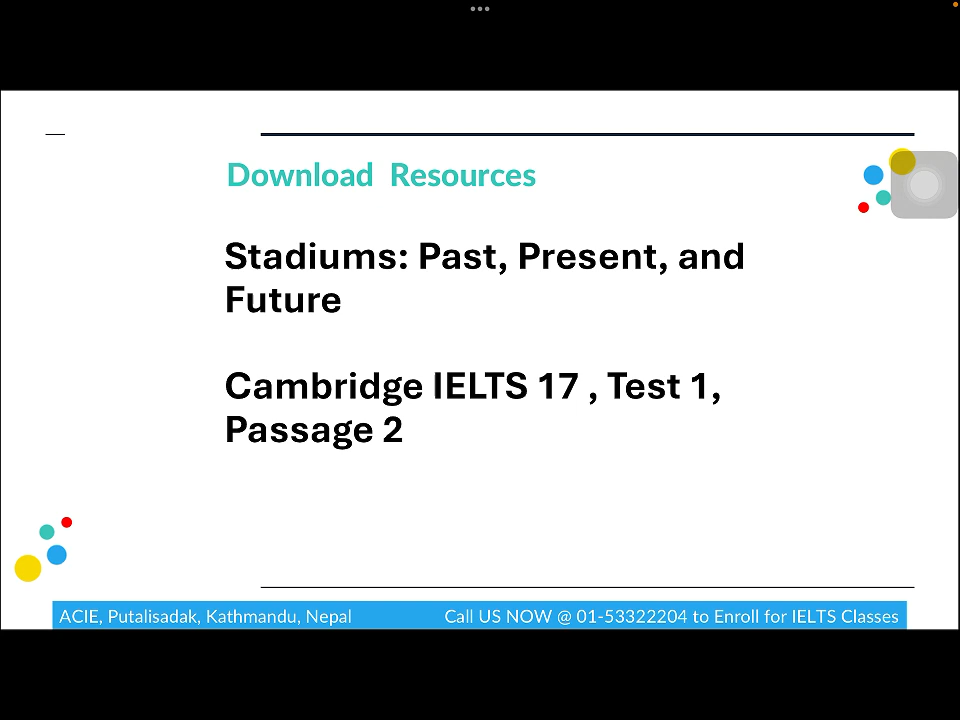 Download Resources
Stadiums: Past, Present, and
Future
Cambridge IELTS 17 , Test 1,
Passage 2
ACIE, Putalisadak, Kathmandu, Nepal
Call US NOW @ 01-53322204 to Enroll for IELTS Classes